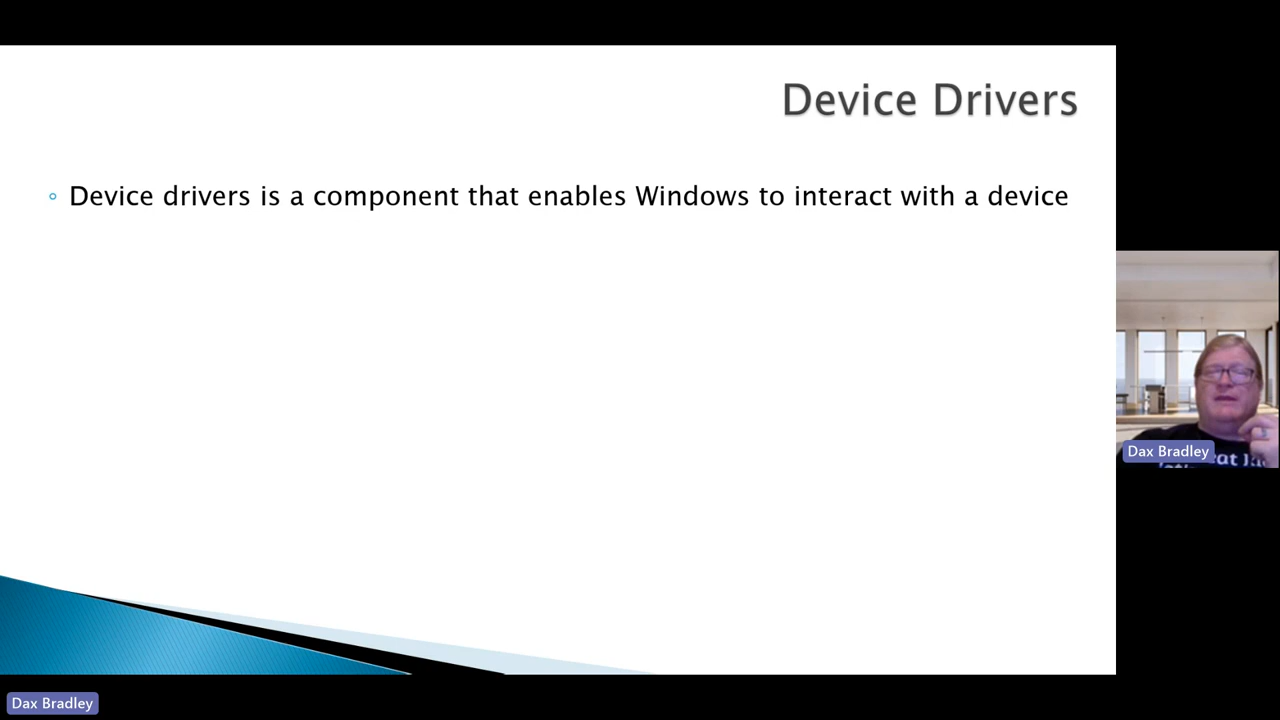 Device Drivers
Device drivers is a component that enables Windows to interact with a device
Dax Bradley
Dax Bradley